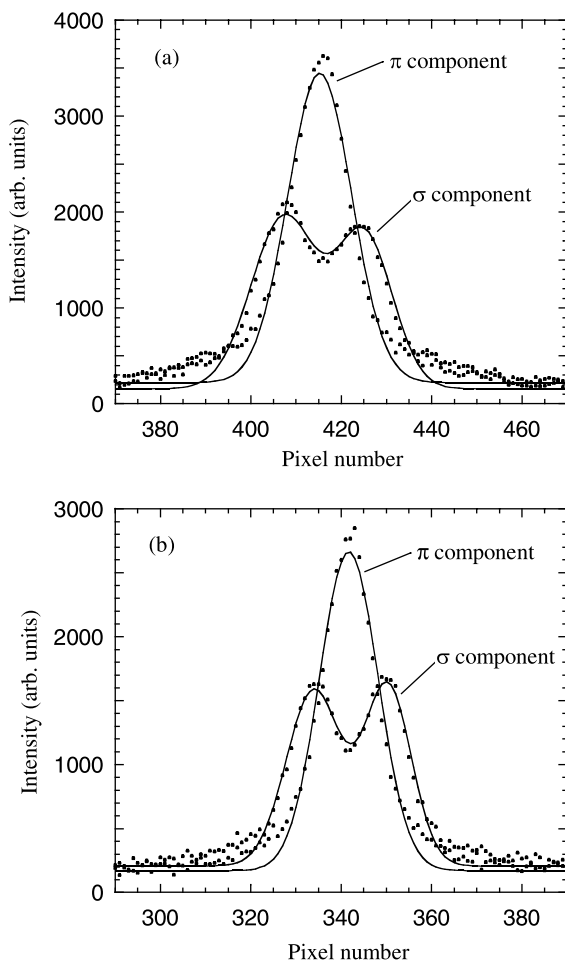 4000
(a)
π component
3000
σ component
2000
1000
0
Intensity (arb. units)
380 400 420 440 460
Pixel number
3000
(b)
π component
2000
σ component
1000
0
Intensity (arb. units)
300 320 340 360 380
Pixel number